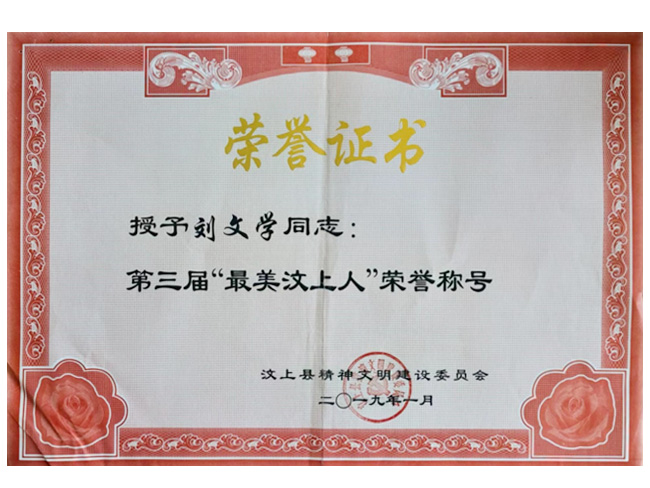 荣誉证书
授予刘文学同志：
第三届“最美汶上人”荣誉称号
汶上县精神文明建设委员会
二〇一九年一月